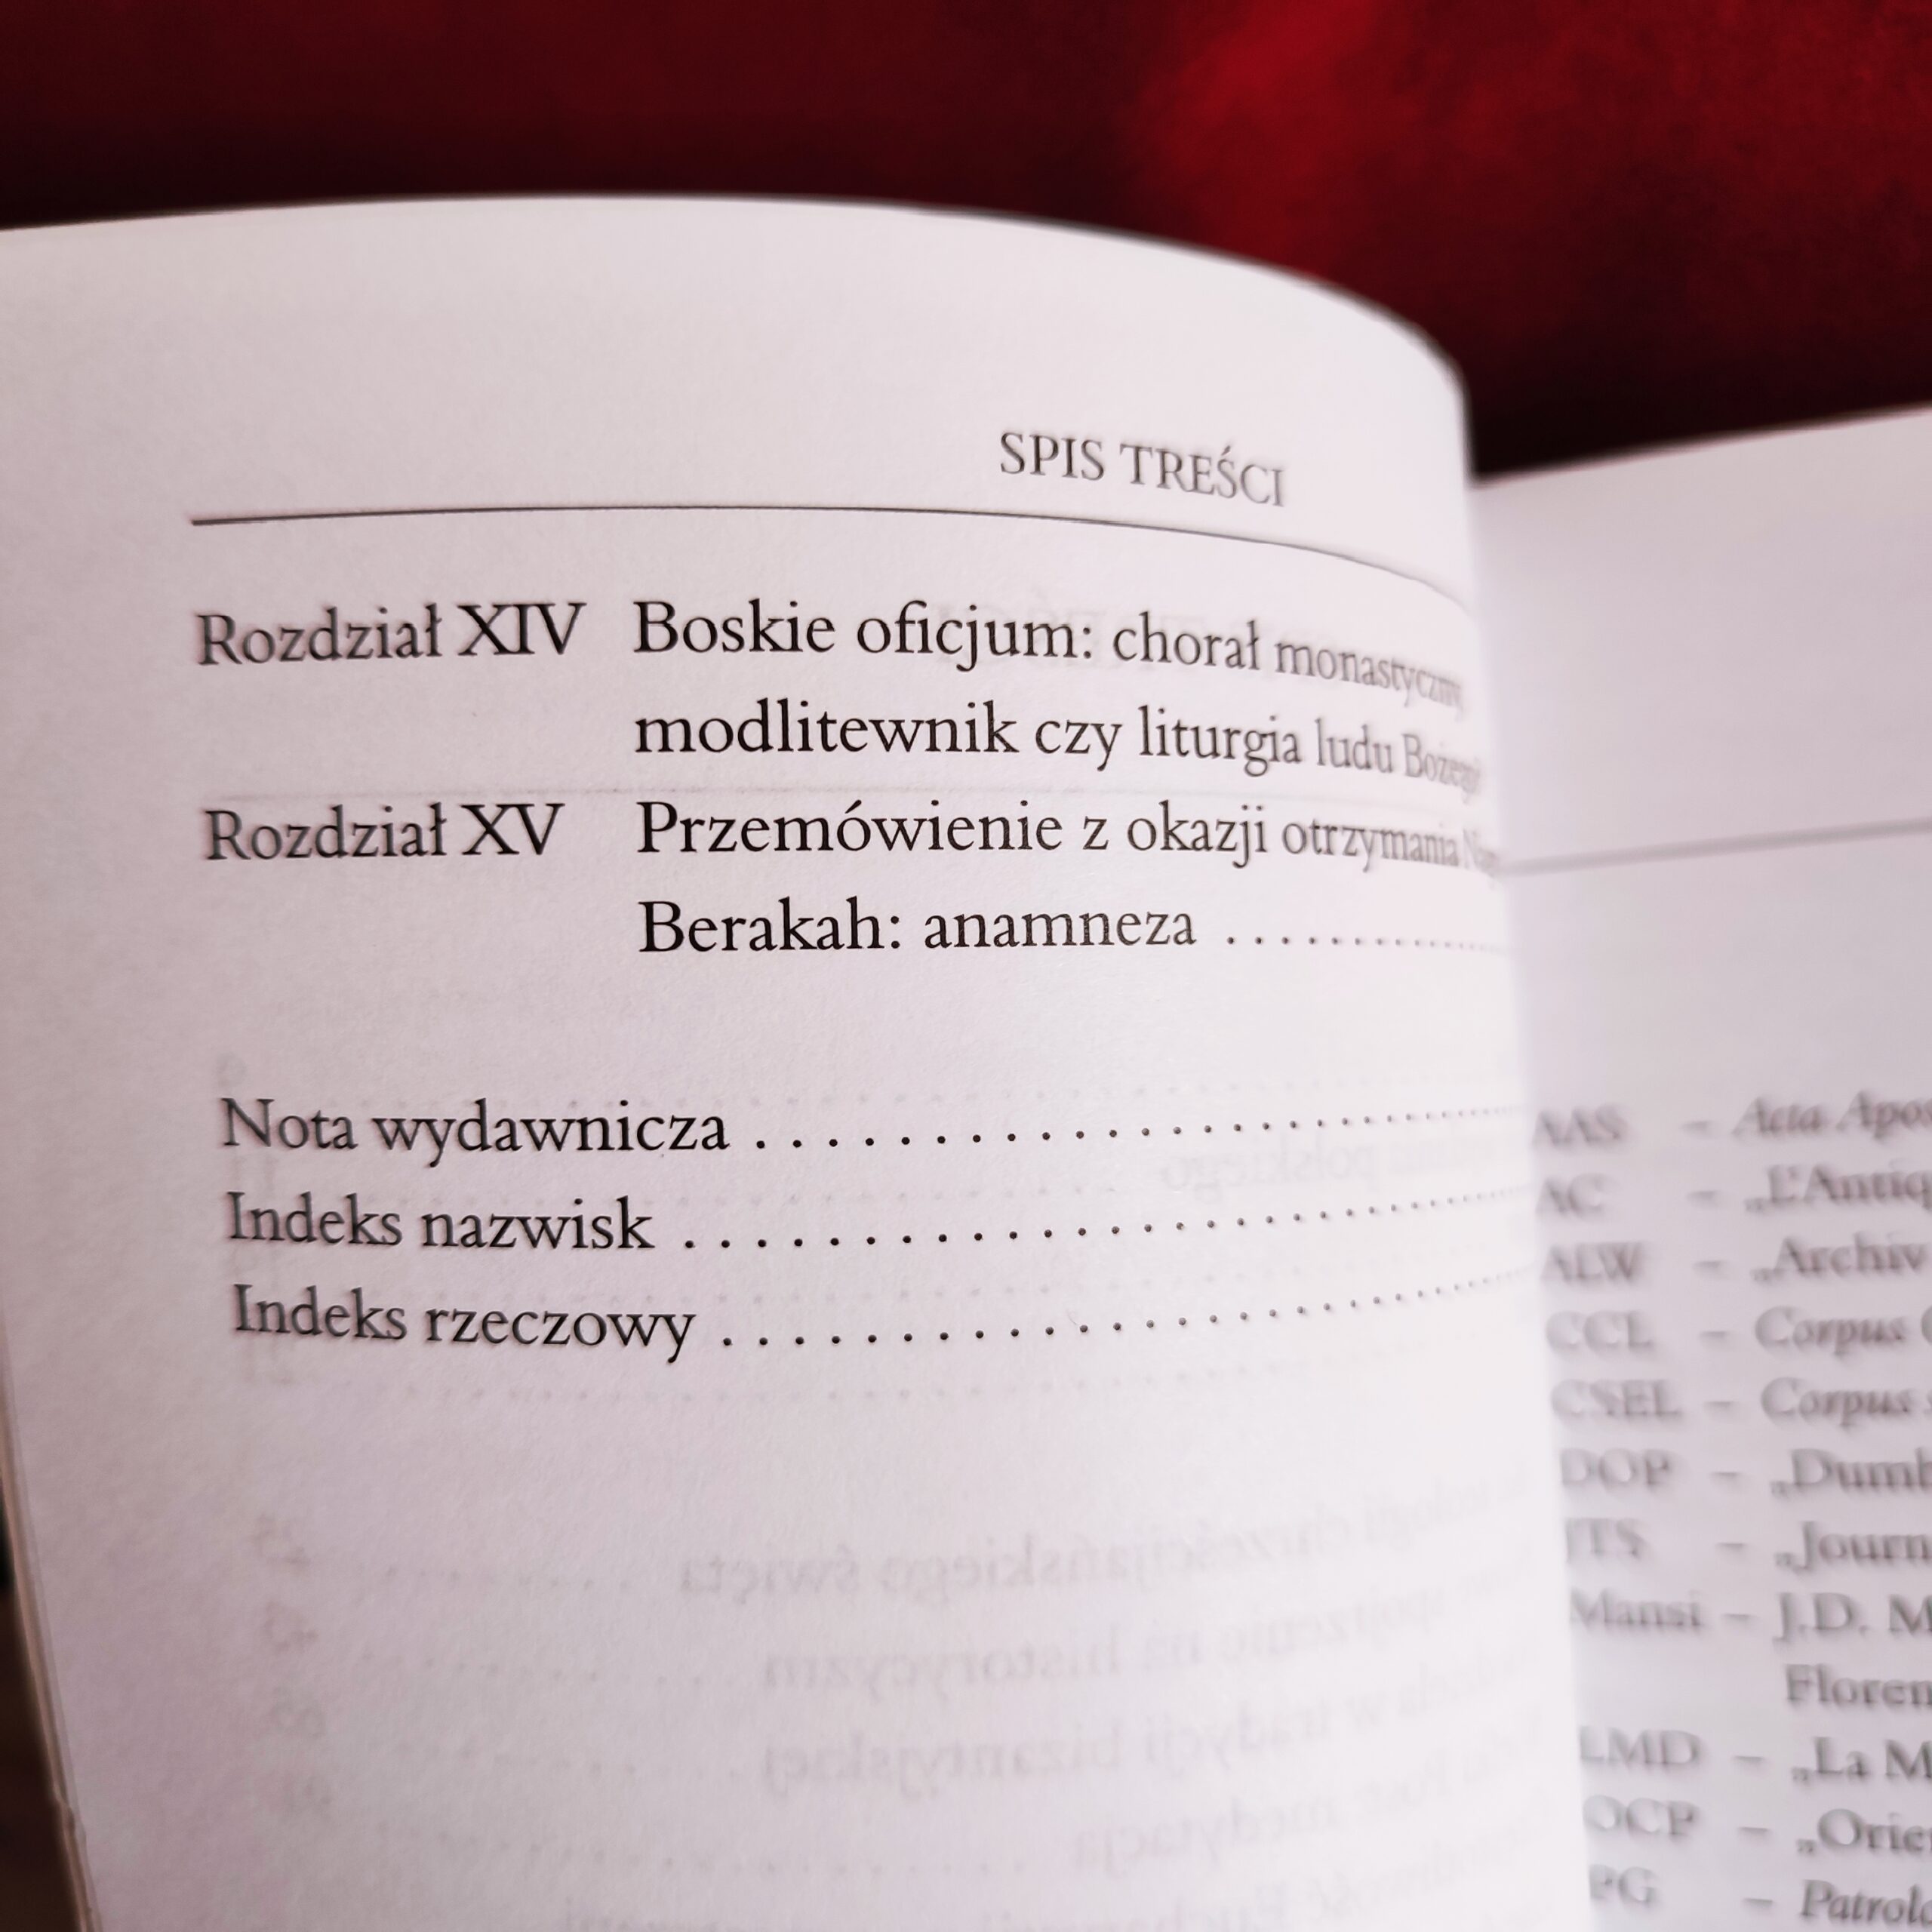 SPIS TREŚCI
Rozdział XIV Boskie oficjum: chorał monastyczny,
modlitewnik czy liturgia ludu Bożego?
Rozdział XV Przemówienie z okazji otrzymania
Berakah: anamneza ..............
Nota wydawnicza ........................
Indeks nazwisk ........................
Indeks rzeczowy ........................
AAS – Acta
AC – „L'Antiq
ALW – „Archiv
CCL – Corpus
CSEL – Corpus
DOP – „Dumb
JTS – „Journ
Mansi – J.D. M
Floren
LMD – „La M
OCP – „Orie
PG – Patrol